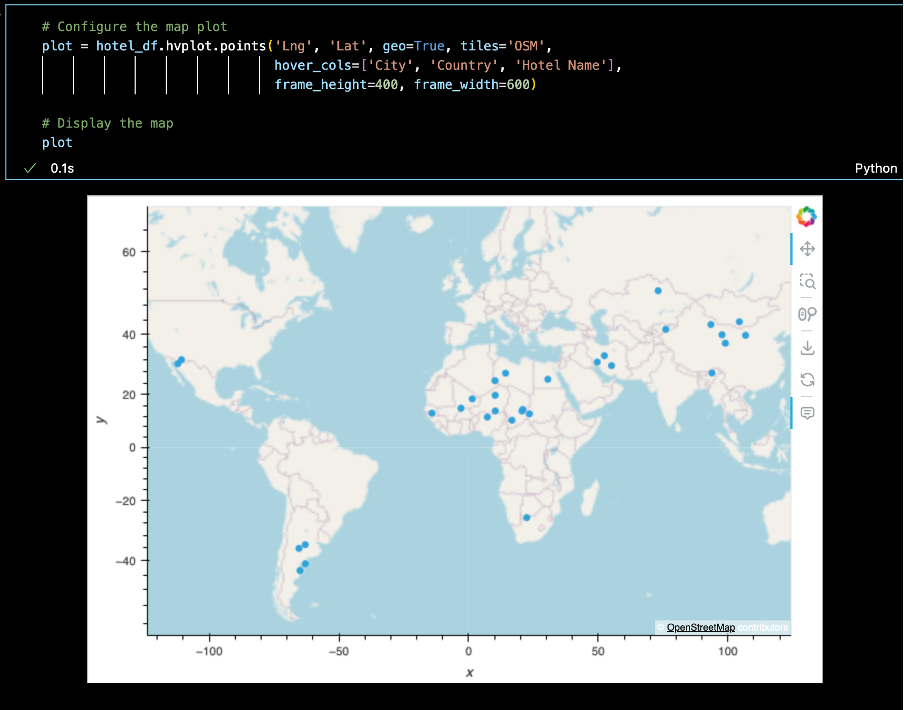 # Configure the map plot
plot = hotel_df.hvplot.points('Lng', 'Lat', geo=True, tiles='OSM',
hover_cols=['City', 'Country', 'Hotel Name'],
frame_height=400, frame_width=600)
# Display the map
plot
0.1s
Python
60
40
20
0
−20
−40
y
−100
−50
0
50
100
x
© OpenStreetMap contributors